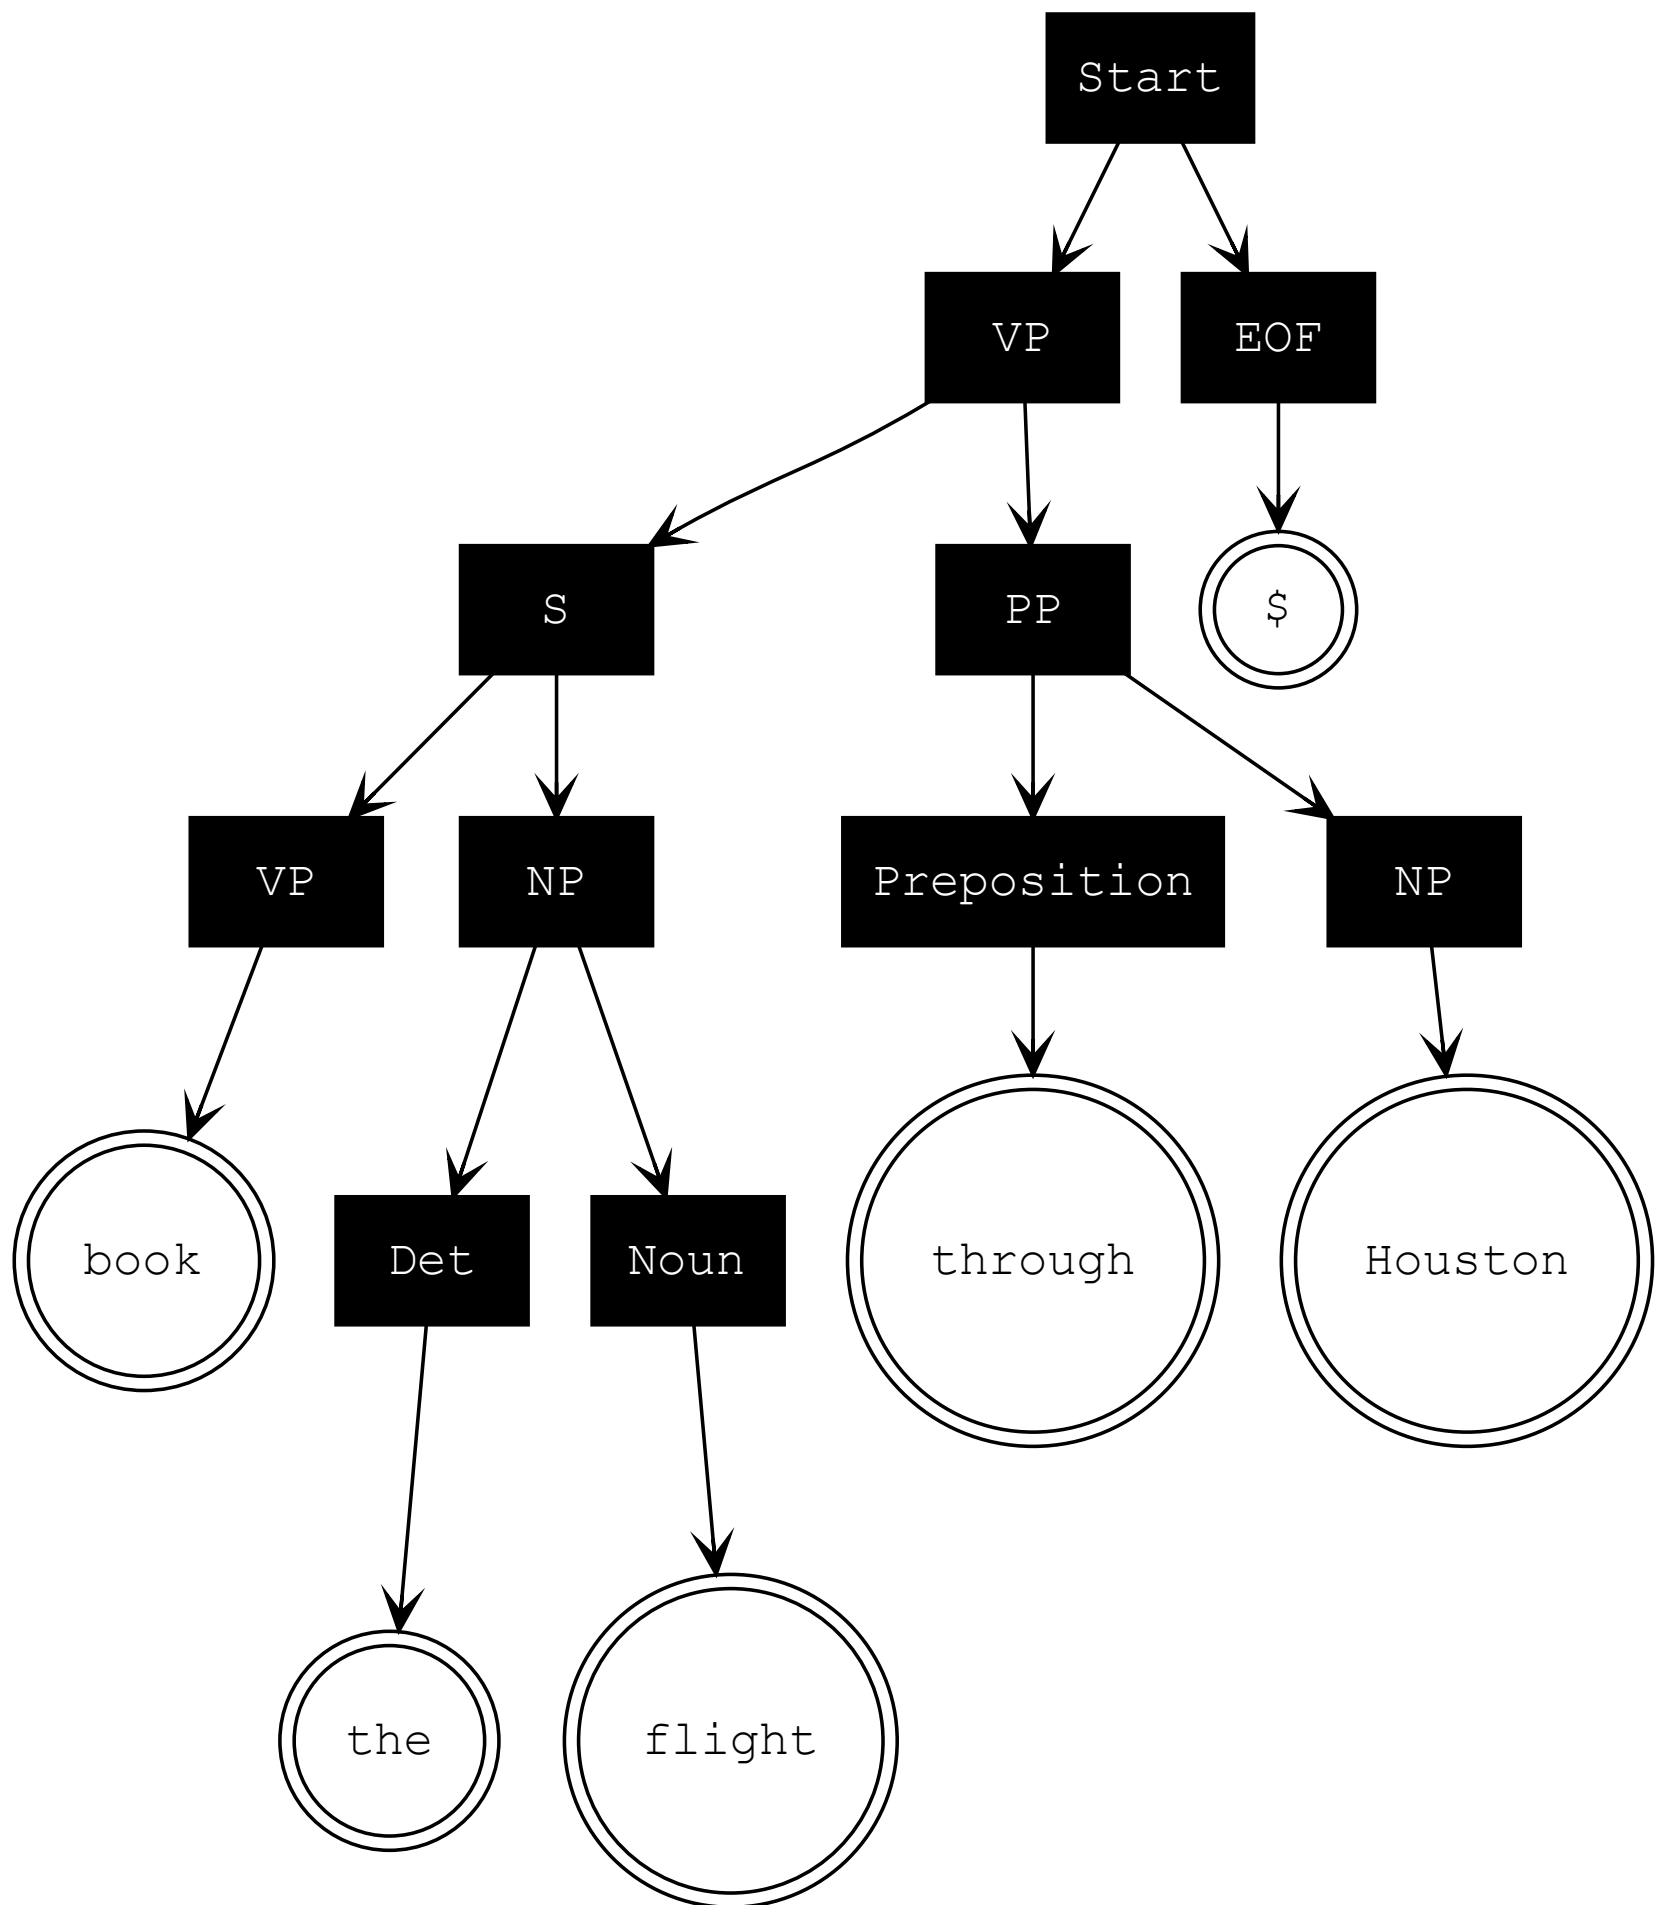 Start
VP EOF
S PP $
VP NP Preposition NP
book Det Noun through Houston
the flight